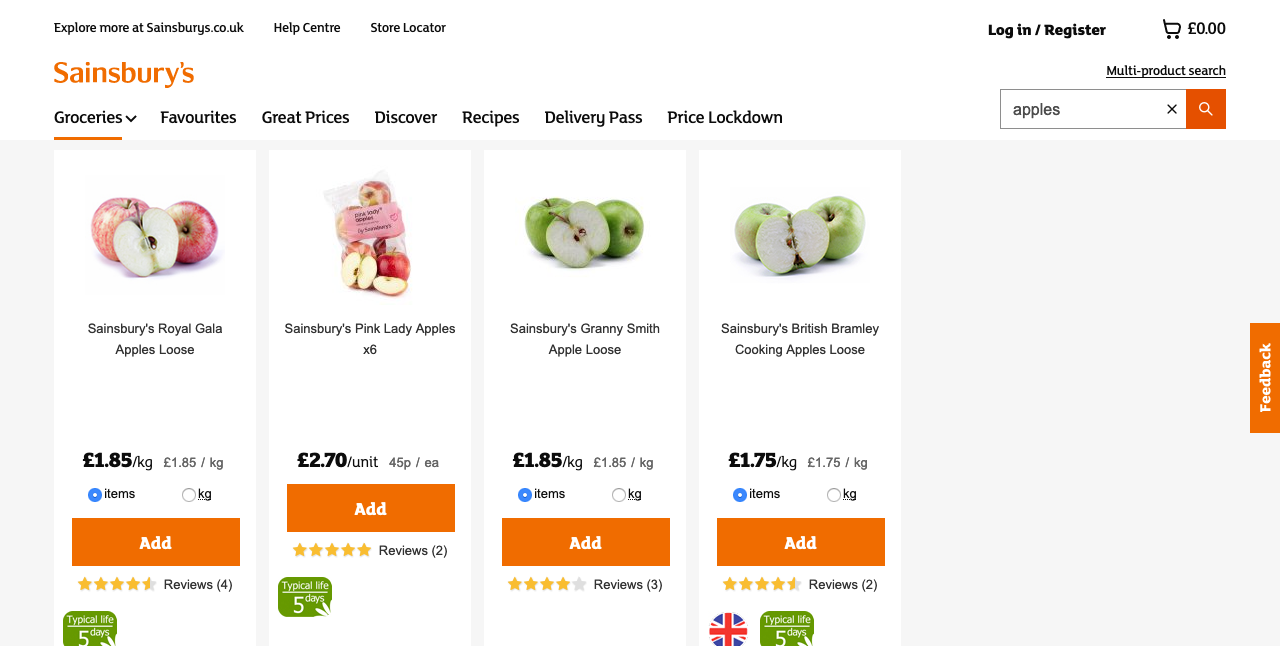 Explore more at Sainsburys.co.uk
Help Centre
Store Locator
Log in / Register
£0.00
Sainsbury's
Multi-product search
Groceries
Favourites
Great Prices
Discover
Recipes
Delivery Pass
Price Lockdown
apples
pink lady®
apples
by Sainsbury's
Sainsbury's Royal Gala
Apples Loose
Sainsbury's Pink Lady Apples
x6
Sainsbury's Granny Smith
Apple Loose
Sainsbury's British Bramley
Cooking Apples Loose
Feedback
£1.85/kg £1.85 / kg
£2.70/unit 45p / ea
£1.85/kg £1.85 / kg
£1.75/kg £1.75 / kg
items kg
items kg
items kg
Add
Add
Add
Add
Reviews (4)
Reviews (2)
Reviews (3)
Reviews (2)
Typical life
5 days
Typical life
5 days
Typical life
5 days